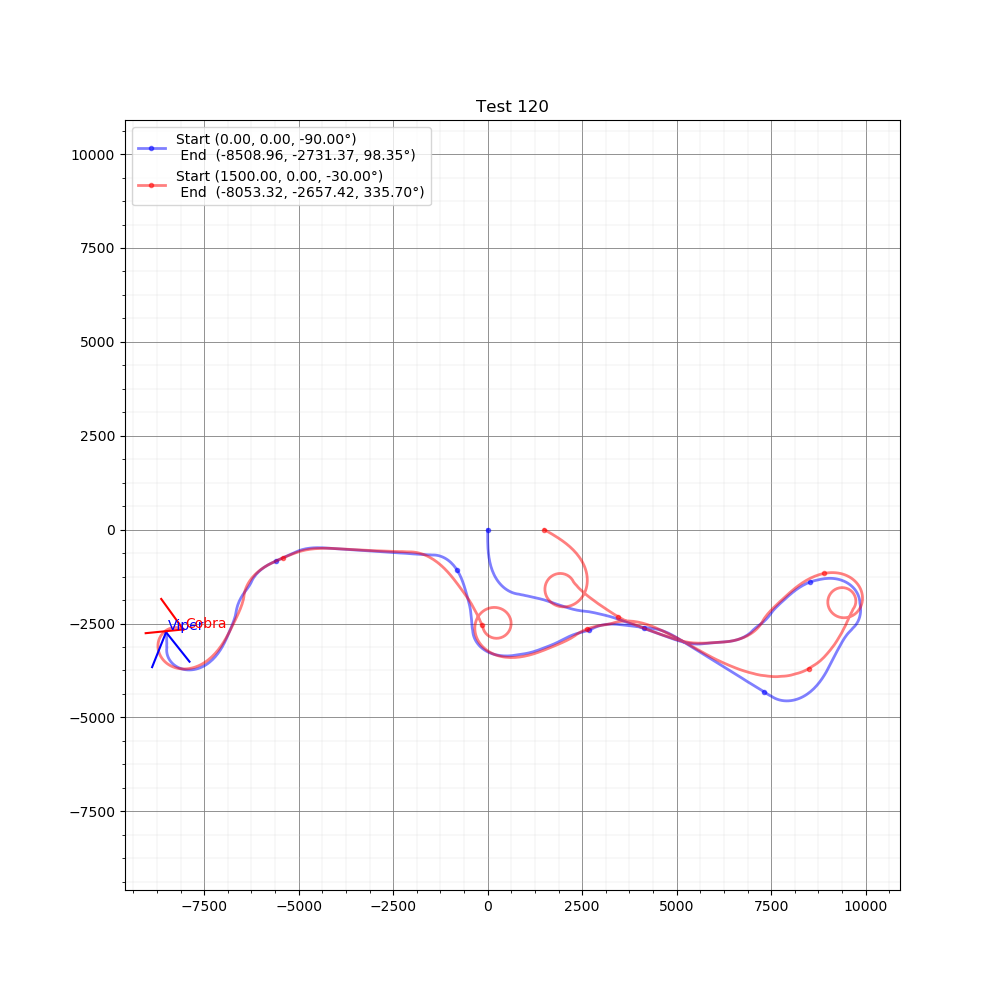 Test 120
Start (0.00, 0.00, -90.00°)
End (-8508.96, -2731.37, 98.35°)
Start (1500.00, 0.00, -30.00°)
End (-8053.32, -2657.42, 335.70°)
10000
7500
5000
2500
0
−2500
−5000
−7500
Viper
Cobra
−7500 −5000 −2500 0 2500 5000 7500 10000